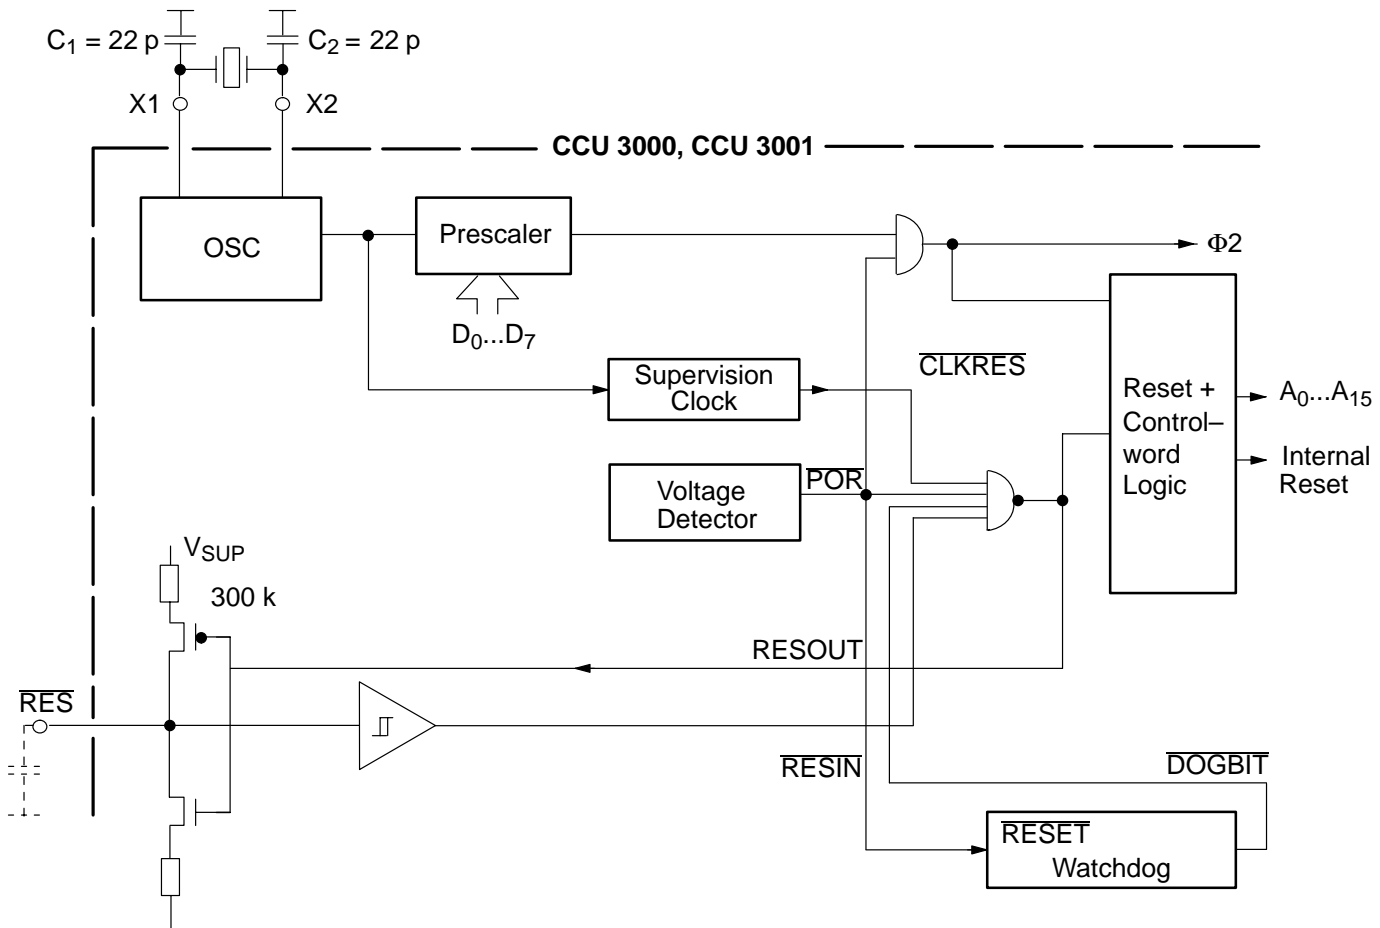 C₁ = 22 p
C₂ = 22 p
X1
X2
CCU 3000, CCU 3001
OSC
Prescaler
Φ2
D₀...D₇
CLKRES
Supervision
Clock
Reset +
Control–
word
Logic
A₀...A₁₅
Internal
Reset
POR
Voltage
Detector
VSUP
300 k
RESOUT
RES
RESIN
DOGBIT
RESET
Watchdog